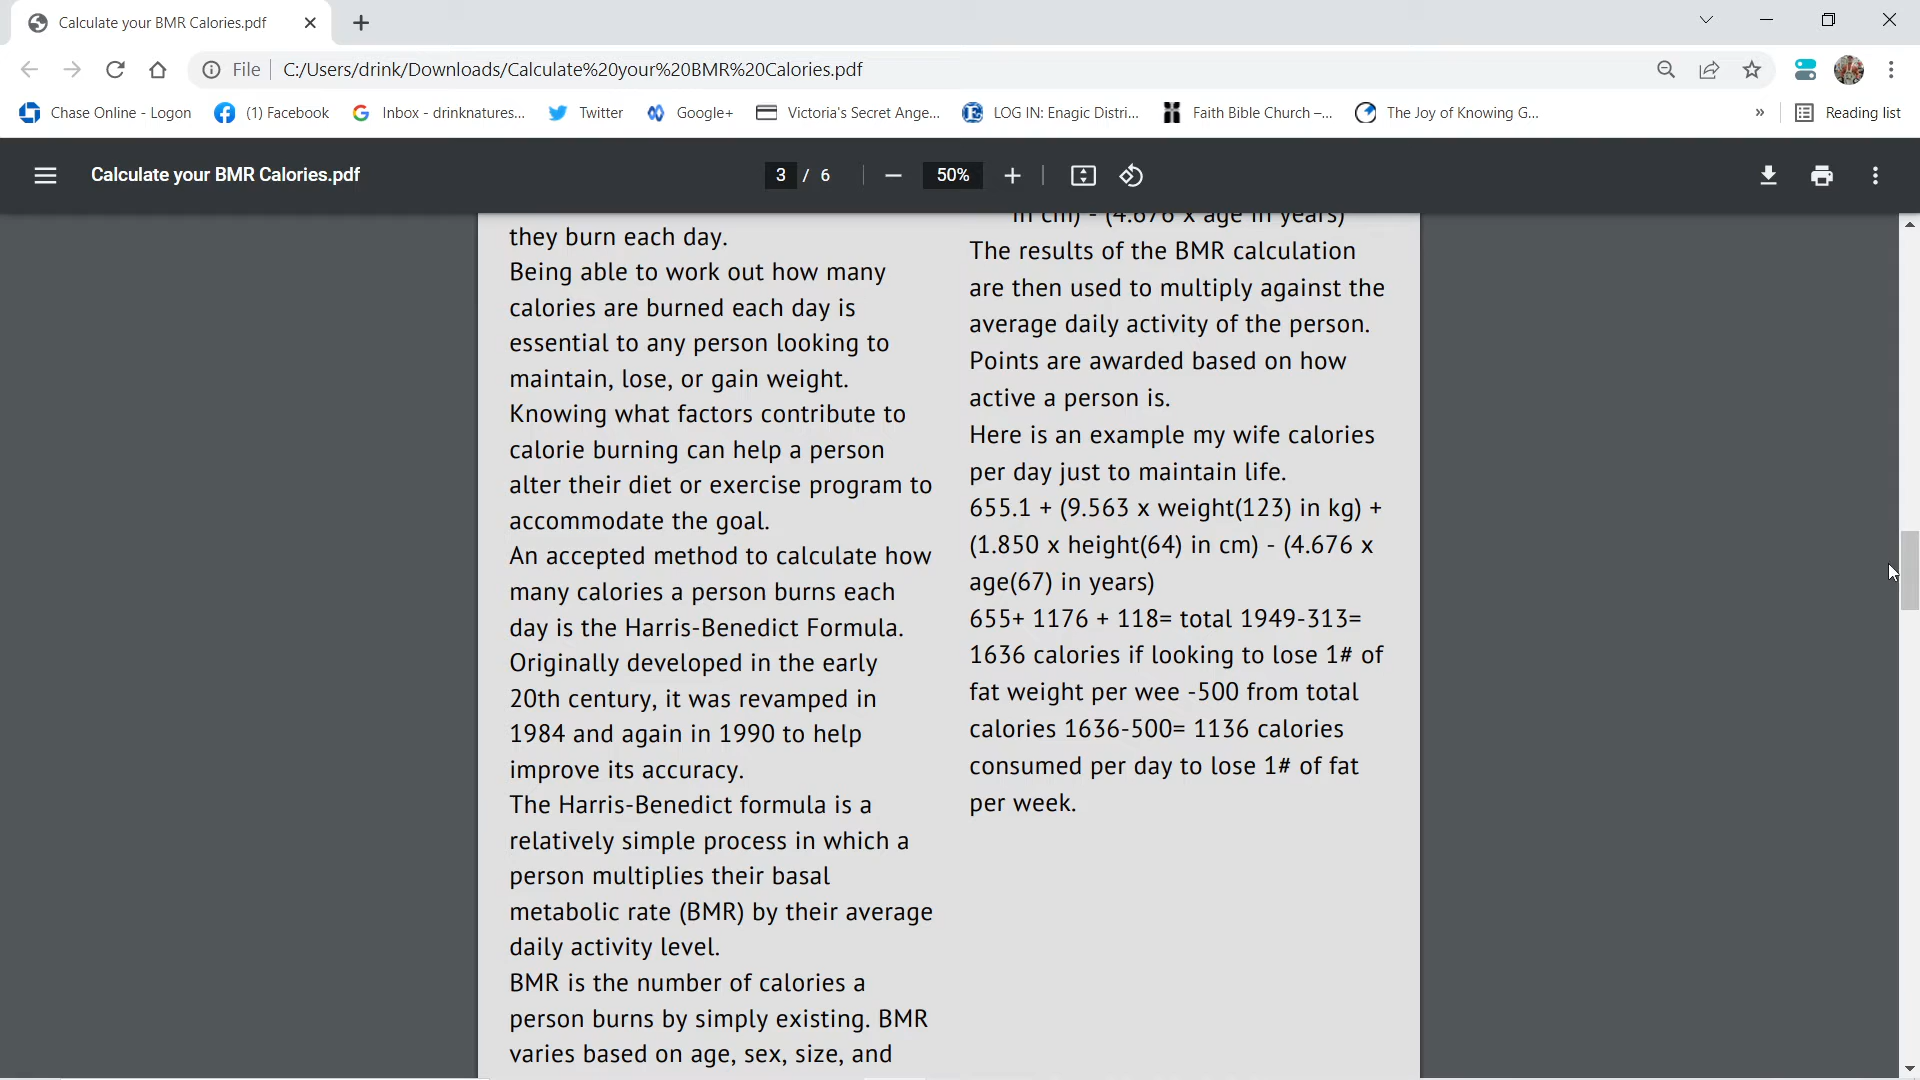 Calculate your BMR Calories.pdf
File
C:/Users/drink/Downloads/Calculate%20your%20BMR%20Calories.pdf
Chase Online - Logon
(1) Facebook
Inbox - drinknatures...
Twitter
Google+
Victoria's Secret Ange...
LOG IN: Enagic Distri...
Faith Bible Church –...
The Joy of Knowing G...
»
Reading list
Calculate your BMR Calories.pdf
3 / 6
50%
they burn each day.
Being able to work out how many
calories are burned each day is
essential to any person looking to
maintain, lose, or gain weight.
Knowing what factors contribute to
calorie burning can help a person
alter their diet or exercise program to
accommodate the goal.
An accepted method to calculate how
many calories a person burns each
day is the Harris-Benedict Formula.
Originally developed in the early
20th century, it was revamped in
1984 and again in 1990 to help
improve its accuracy.
The Harris-Benedict formula is a
relatively simple process in which a
person multiplies their basal
metabolic rate (BMR) by their average
daily activity level.
BMR is the number of calories a
person burns by simply existing. BMR
varies based on age, sex, size, and
in cm) - (4.676 x age in years)
The results of the BMR calculation
are then used to multiply against the
average daily activity of the person.
Points are awarded based on how
active a person is.
Here is an example my wife calories
per day just to maintain life.
655.1 + (9.563 x weight(123) in kg) +
(1.850 x height(64) in cm) - (4.676 x
age(67) in years)
655+ 1176 + 118= total 1949-313=
1636 calories if looking to lose 1# of
fat weight per wee -500 from total
calories 1636-500= 1136 calories
consumed per day to lose 1# of fat
per week.